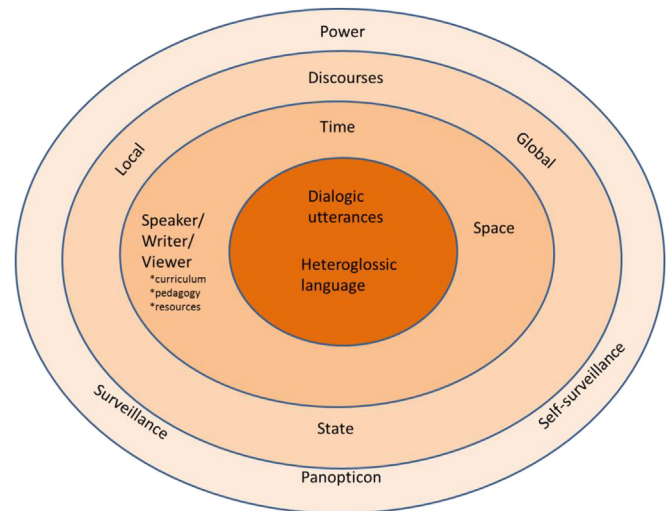 Power
Discourses
Time
Local
Global
Dialogic
utterances
Speaker/
Writer/
Viewer
*curriculum
*pedagogy
*resources
Space
Heteroglossic
language
Surveillance
Self-surveillance
State
Panopticon